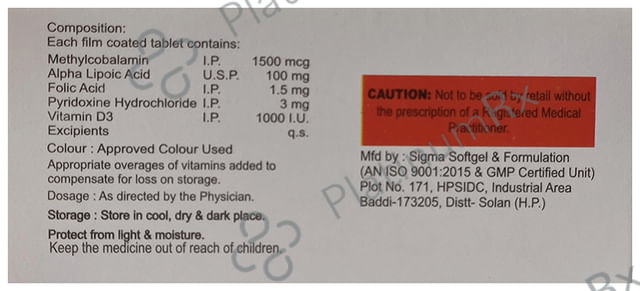 Composition:
Each film coated tablet contains:
Methylcobalamin I.P. 1500 mcg
Alpha Lipoic Acid U.S.P. 100 mg
Folic Acid I.P. 1.5 mg
Pyridoxine Hydrochloride I.P. 3 mg
Vitamin D3 I.P. 1000 I.U.
Excipients q.s.
Colour : Approved Colour Used
Appropriate overages of vitamins added to
compensate for loss on storage.
Dosage : As directed by the Physician.
Storage : Store in cool, dry & dark place.
Protect from light & moisture.
Keep the medicine out of reach of children.
CAUTION: Not to be sold by retail without
the prescription of a Registered Medical
Practitioner.
Mfd by : Sigma Softgel & Formulation
(AN ISO 9001:2015 & GMP Certified Unit)
Plot No. 171, HPSIDC, Industrial Area
Baddi-173205, Distt- Solan (H.P.)
PlatinumRx